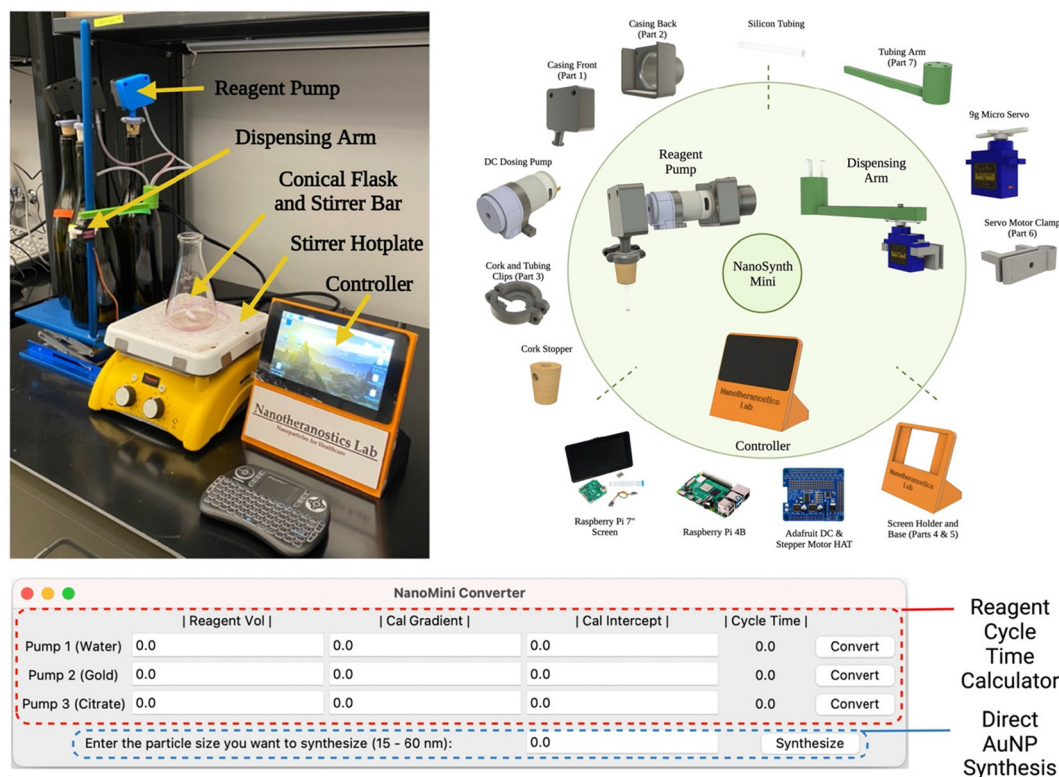 Reagent Pump
Dispensing Arm
Conical Flask
and Stirrer Bar
Stirrer Hotplate
Controller
Nanotheranostics Lab
Nanoparticles for Healthcare
Casing Back
(Part 2)
Silicon Tubing
Tubing Arm
(Part 7)
Casing Front
(Part 1)
9g Micro Servo
DC Dosing Pump
Reagent
Pump
Dispensing
Arm
Servo Motor Clamp
(Part 6)
Cork and Tubing
Clips (Part 3)
NanoSynth
Mini
Cork Stopper
Nanotheranostics
Lab
Controller
Nanotheranostics
Lab
Raspberry Pi 7"
Screen
Raspberry Pi 4B
Adafruit DC &
Stepper Motor HAT
Screen Holder and
Base (Parts 4 & 5)
NanoMini Converter
| Reagent Vol | | Cal Gradient | | Cal Intercept | | Cycle Time |
Pump 1 (Water) 0.0 0.0 0.0 0.0 Convert
Pump 2 (Gold) 0.0 0.0 0.0 0.0 Convert
Pump 3 (Citrate) 0.0 0.0 0.0 0.0 Convert
Enter the particle size you want to synthesize (15 - 60 nm): 0.0 Synthesize
Reagent
Cycle
Time
Calculator
Direct
AuNP
Synthesis